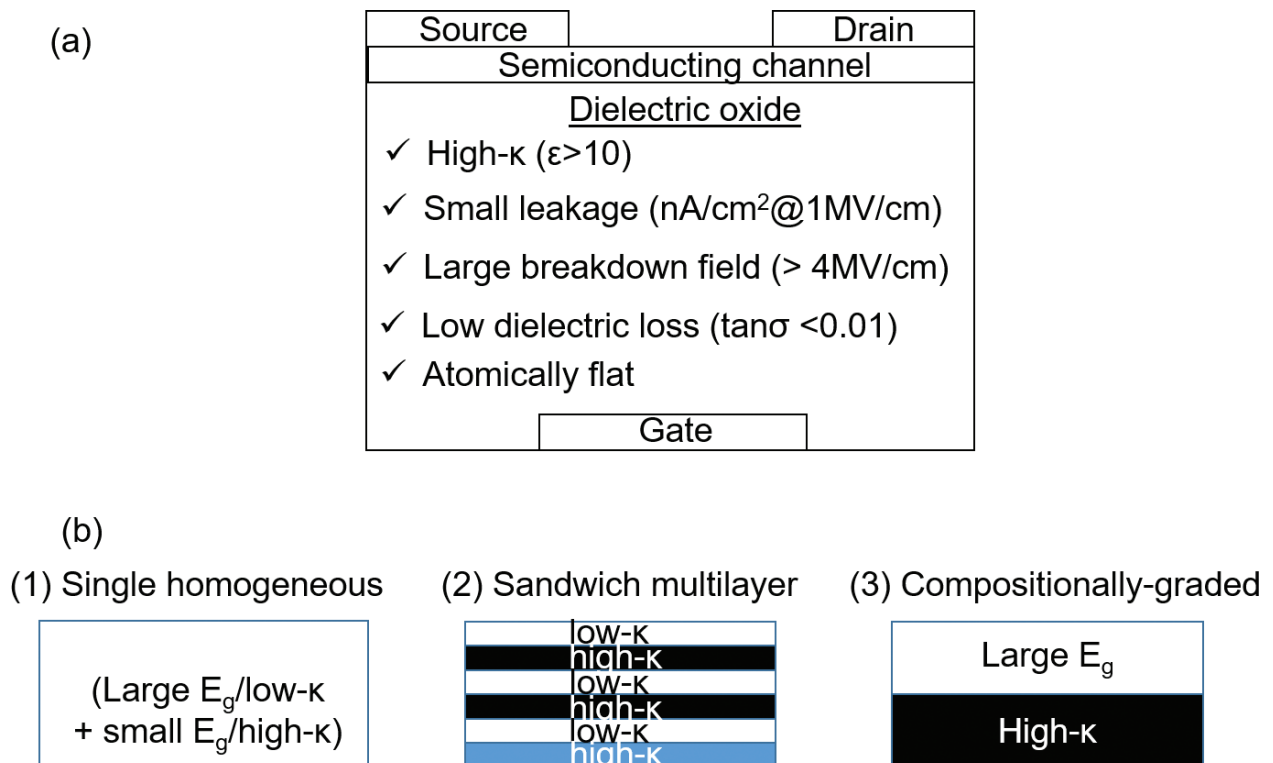 (a)
Source
Drain
Semiconducting channel
Dielectric oxide
✓ High-κ (ε>10)
✓ Small leakage (nA/cm²@1MV/cm)
✓ Large breakdown field (> 4MV/cm)
✓ Low dielectric loss (tanσ <0.01)
✓ Atomically flat
Gate
(b)
(1) Single homogeneous
(Large Eg/low-κ
+ small Eg/high-κ)
(2) Sandwich multilayer
low-κ
high-κ
low-κ
high-κ
low-κ
high-κ
(3) Compositionally-graded
Large Eg
High-κ